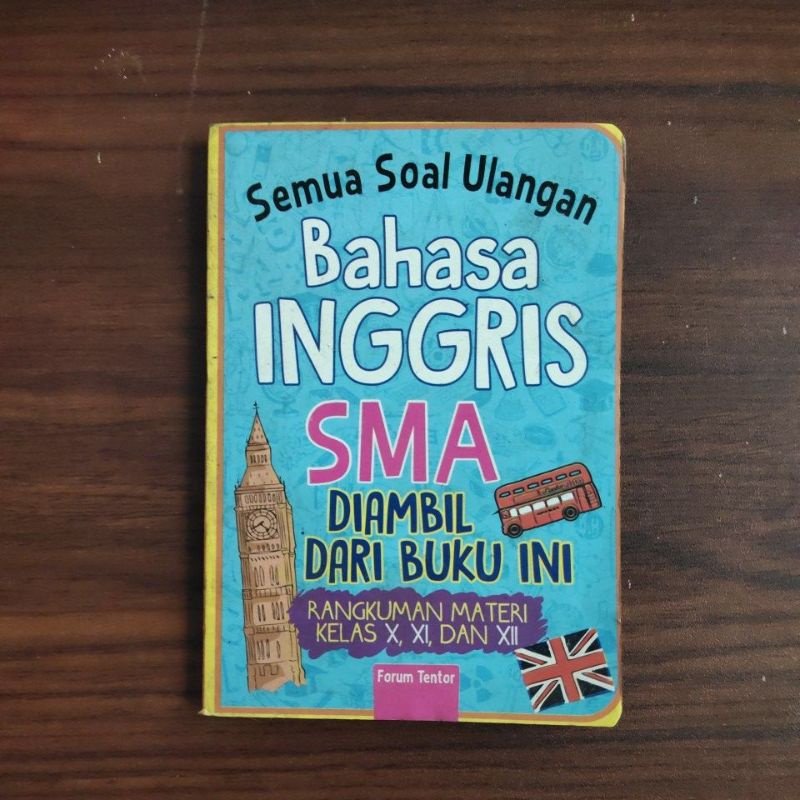 Semua Soal Ulangan
Bahasa
INGGRIS
SMA
DIAMBIL
DARI BUKU INI
RANGKUMAN MATERI
KELAS X, XI, DAN XII
Forum Tentor